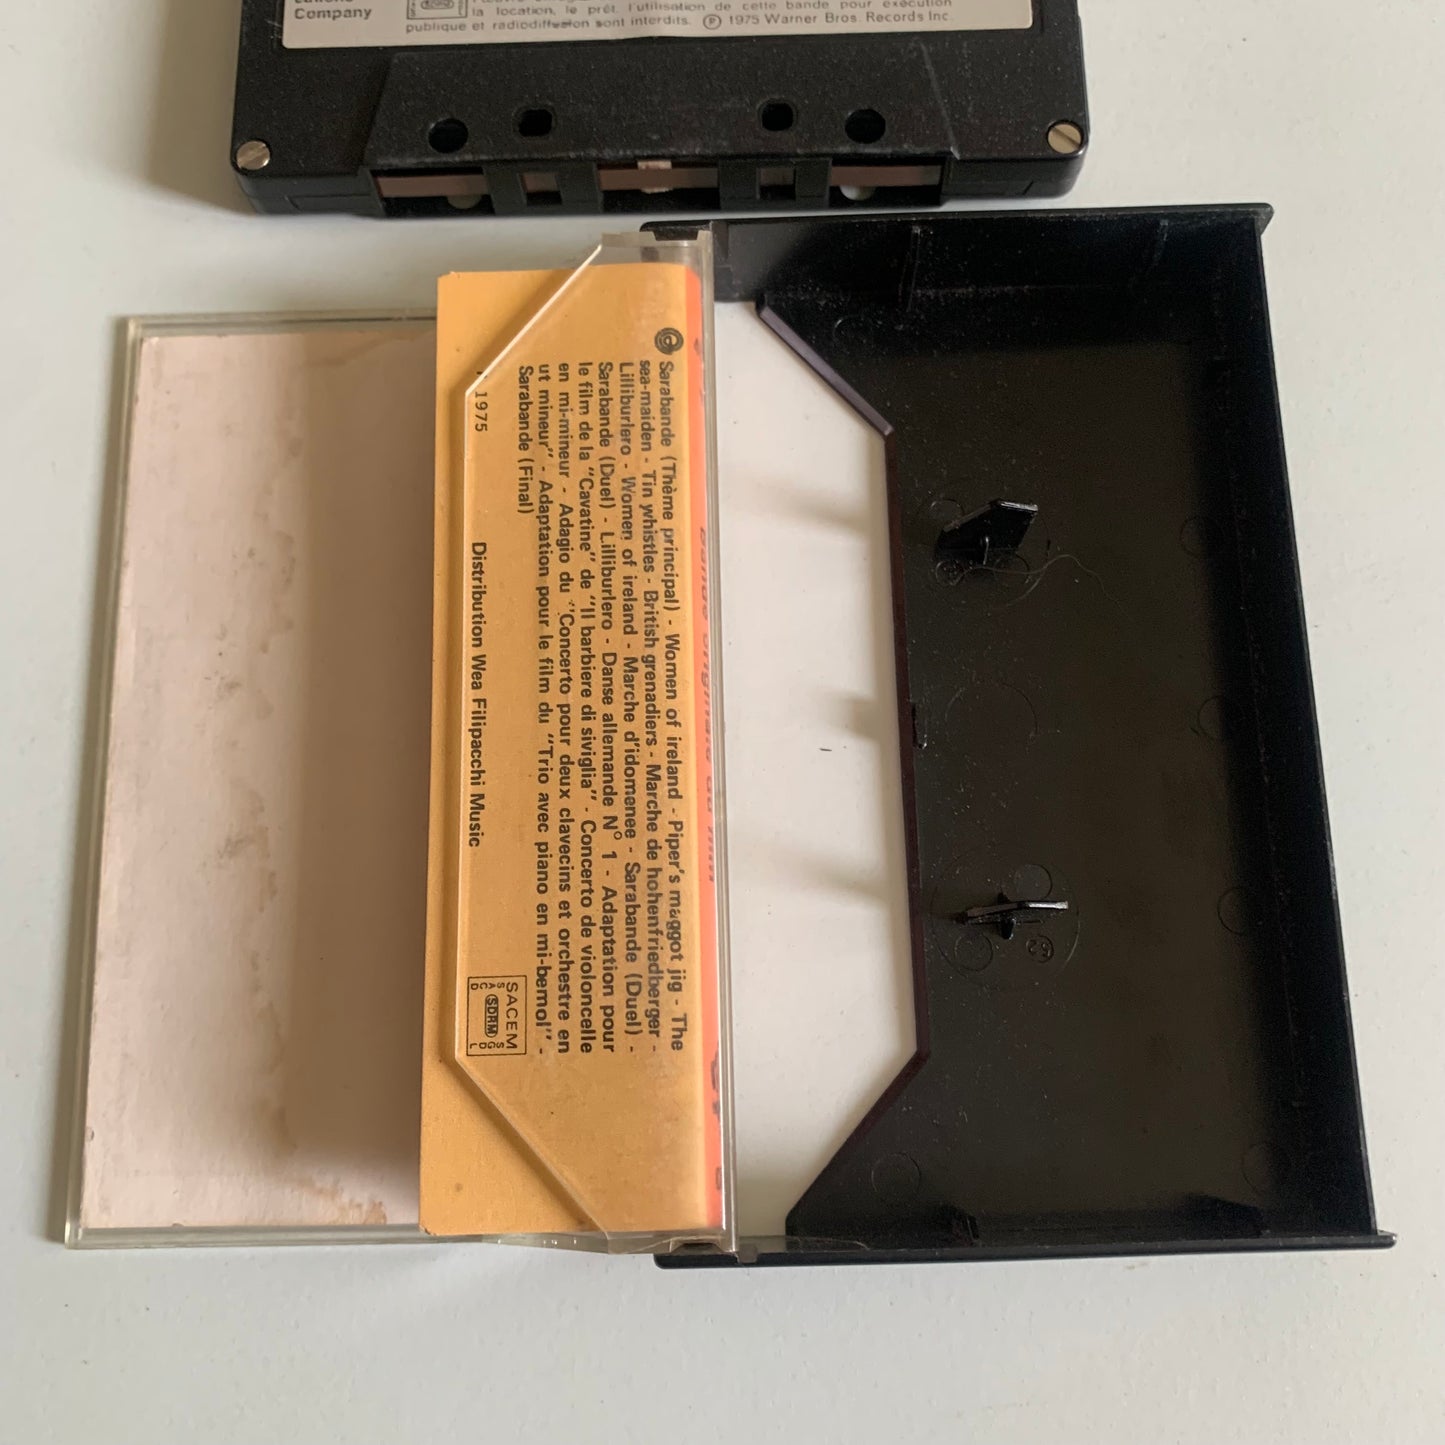 Company
la location, le prêt, l'utilisation de cette bande pour exécution
publique et radiodiffusion sont interdits. Ⓟ 1975 Warner Bros. Records Inc.
Sarabande (Thème principal) - Women of ireland - Piper's maggot jig - The
sea-maiden - Tin whistles - British grenadiers - Marche de hohenfriedberger -
Lilliburlero - Women of ireland - Marche d'idomenee - Sarabande (Duel) -
Sarabande (Duel) - Lilliburlero - Danse allemande N° 1 - Adaptation pour
le film de la "Cavatine" de "Il barbiere di siviglia" - Concerto de violoncelle
en mi-mineur - Adagio du "Concerto pour deux clavecins et orchestre en
ut mineur" - Adaptation pour le film du "Trio avec piano en mi-bemol" -
Sarabande (Final)
1975
Distribution Wea Filipacchi Music
SACEM
SDRM
bande originale du film